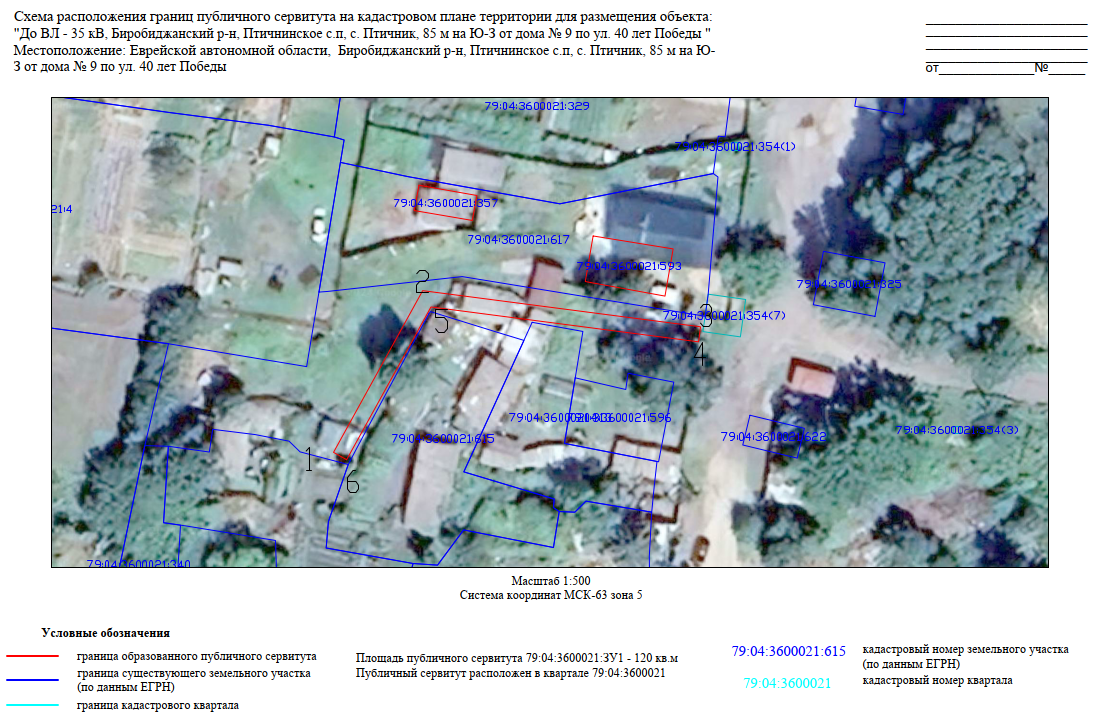 Схема расположения границ публичного сервитута на кадастровом плане территории для размещения объекта:
"До ВЛ - 35 кВ, Биробиджанский р-н, Птичнинское с.п, с. Птичник, 85 м на Ю-З от дома № 9 по ул. 40 лет Победы "
Местоположение: Еврейской автономной области, Биробиджанский р-н, Птичнинское с.п, с. Птичник, 85 м на Ю-
З от дома № 9 по ул. 40 лет Победы
от №
79:04:3600021:329
79:04:3600021:354(1)
79:04:3600021:357
21:4
79:04:3600021:617
79:04:3600021:593
2
79:04:3600021:325
3
79:04:3600021:354(7)
5
4
79:04:3600021:596
79:04:3600021:354(3)
79:04:3600021:615
79:04:3600021:622
1
6
79:04:3600021:340
Масштаб 1:500
Система координат МСК-63 зона 5
Условные обозначения
граница образованного публичного сервитута
граница существующего земельного участка
(по данным ЕГРН)
граница кадастрового квартала
Площадь публичного сервитута 79:04:3600021:ЗУ1 - 120 кв.м
Публичный сервитут расположен в квартале 79:04:3600021
79:04:3600021:615
кадастровый номер земельного участка
(по данным ЕГРН)
79:04:3600021
кадастровый номер квартала